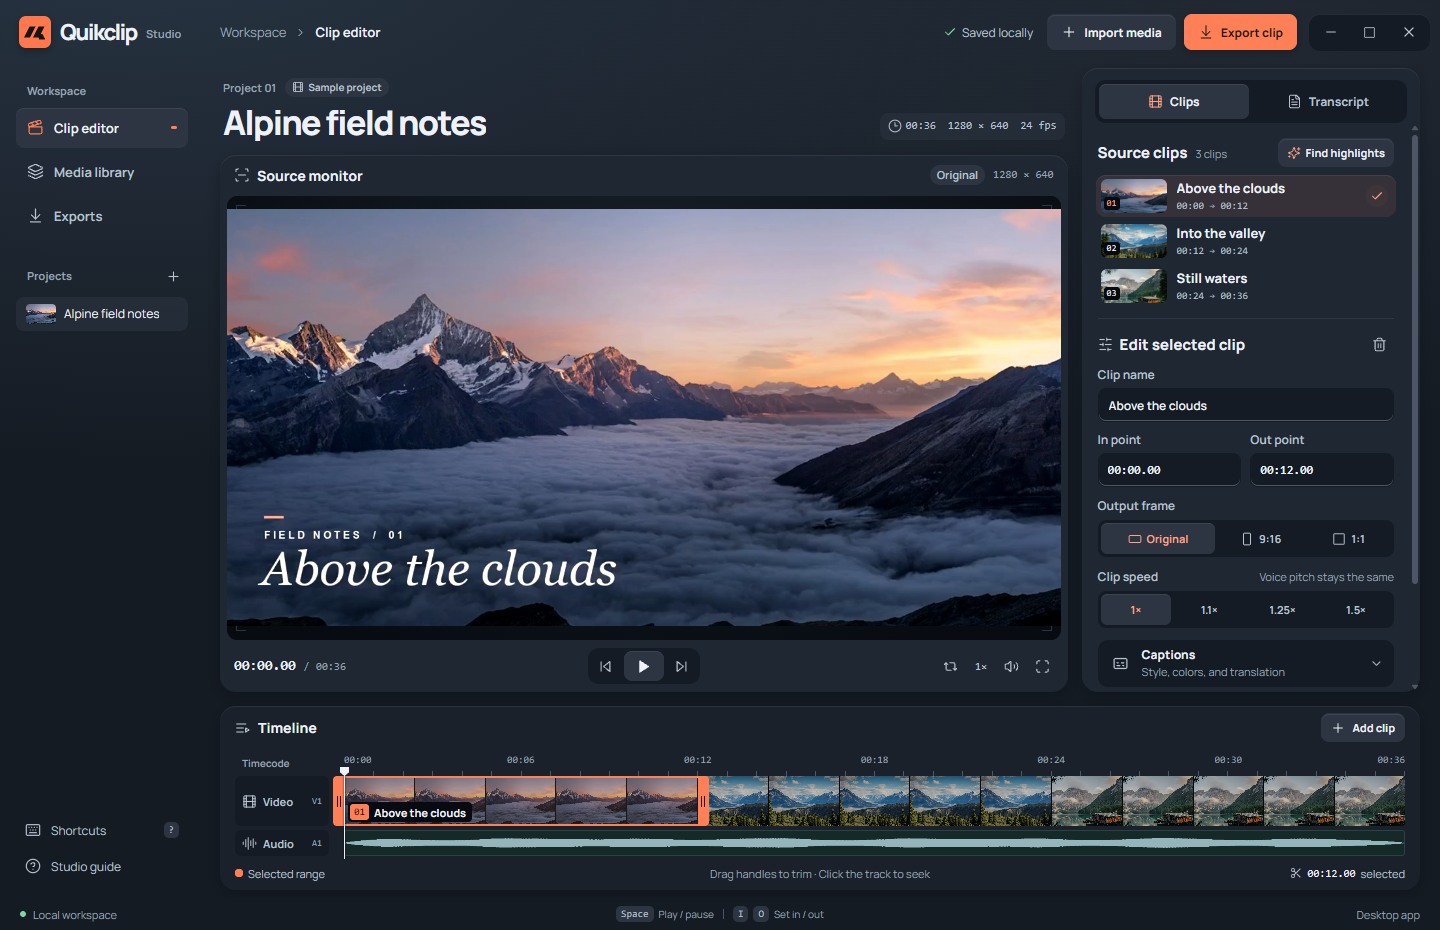 Quikclip Studio
Workspace > Clip editor
Saved locally
Import media
Export clip
Workspace
Clip editor
Media library
Exports
Projects
Alpine field notes
Shortcuts ?
Studio guide
Local workspace
Project 01 Sample project
Alpine field notes
00:36 1280 × 640 24 fps
Source monitor
Original 1280 × 640
FIELD NOTES / 01
Above the clouds
00:00.00 / 00:36
1×
Clips
Transcript
Source clips 3 clips
Find highlights
01
Above the clouds
00:00 → 00:12
02
Into the valley
00:12 → 00:24
03
Still waters
00:24 → 00:36
Edit selected clip
Clip name
Above the clouds
In point
Out point
00:00.00
00:12.00
Output frame
Original 9:16 1:1
Clip speed
Voice pitch stays the same
1× 1.1× 1.25× 1.5×
Captions
Style, colors, and translation
Timeline
Add clip
Timecode
00:00 00:06 00:12 00:18 00:24 00:30 00:36
Video V1
01 Above the clouds
Audio A1
Selected range
Drag handles to trim · Click the track to seek
00:12.00 selected
Space Play / pause | I O Set in / out
Desktop app